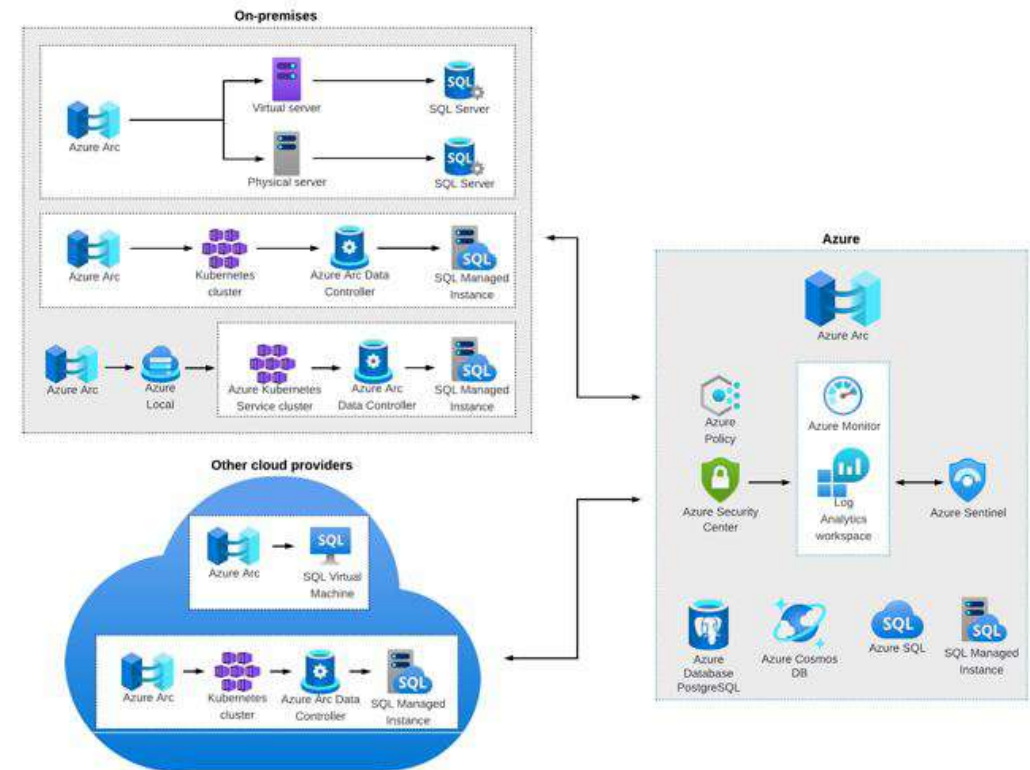 On-premises
Azure Arc
Virtual server
SQL
SQL Server
Physical server
SQL
SQL Server
Azure Arc
Kubernetes
cluster
Azure Arc Data
Controller
SQL
SQL Managed
Instance
Azure Arc
Azure
Local
Azure Kubernetes
Service cluster
Azure Arc
Data Controller
SQL
SQL Managed
Instance
Other cloud providers
Azure Arc
SQL
SQL Virtual
Machine
Azure Arc
Kubernetes
cluster
Azure Arc Data
Controller
SQL
SQL Managed
Instance
Azure
Azure Arc
Azure
Policy
Azure Monitor
Azure Security
Center
Log
Analytics
workspace
Azure Sentinel
Azure
Database
PostgreSQL
Azure Cosmos
DB
SQL
Azure SQL
SQL
SQL Managed
Instance